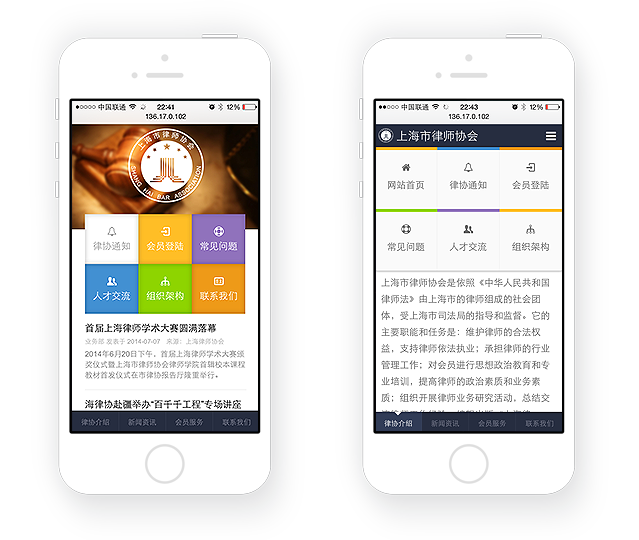 中国联通
22:41
12%
136.17.0.102
上海市律师协会
SHANG HAI BAR ASSOCIATION
律协通知
会员登陆
常见问题
人才交流
组织架构
联系我们
首届上海律师学术大赛圆满落幕
业务部 发表于 2014-07-07 来源：上海律师协会
2014年6月20日下午，首届上海律师学术大赛颁
奖仪式暨上海市律师协会律师学院首辑校本课程
教材首发仪式在市律协报告厅隆重举行。
海律协赴疆举办“百千千工程”专场讲座
律协介绍
新闻资讯
会员服务
联系我们
中国联通
22:43
12%
136.17.0.102
上海市律师协会
网站首页
律协通知
会员登陆
常见问题
人才交流
组织架构
上海市律师协会是依照《中华人民共和国
律师法》由上海市的律师组成的社会团
体，受上海市司法局的指导和监督。它的
主要职能和任务是：维护律师的合法权
益，支持律师依法执业；承担律师的行业
管理工作；对会员进行思想政治教育和专
业培训，提高律师的政治素质和业务素
质；组织开展律师业务研究活动，总结交
律协介绍
新闻资讯
会员服务
联系我们